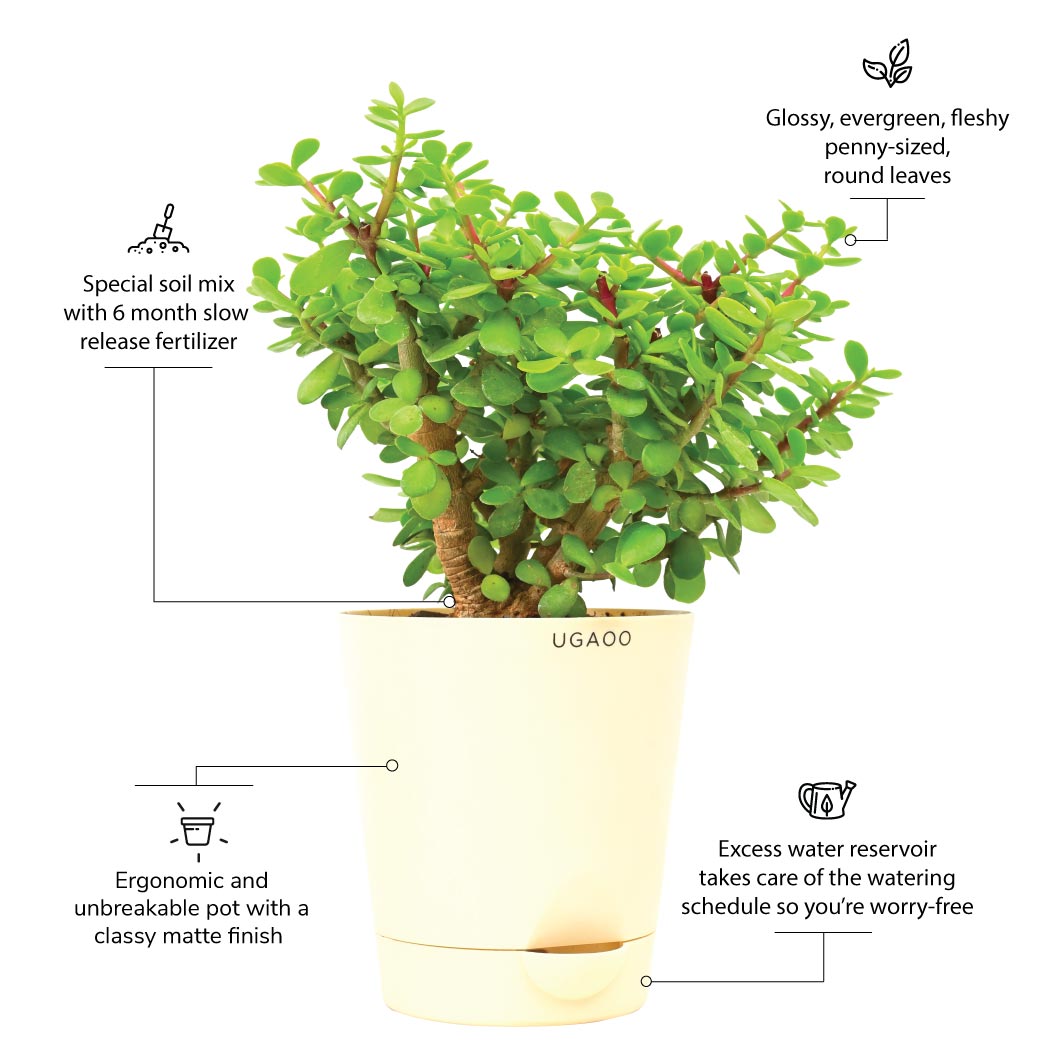 Glossy, evergreen, fleshy
penny-sized,
round leaves
Special soil mix
with 6 month slow
release fertilizer
UGAOO
Ergonomic and
unbreakable pot with a
classy matte finish
Excess water reservoir
takes care of the watering
schedule so you’re worry-free